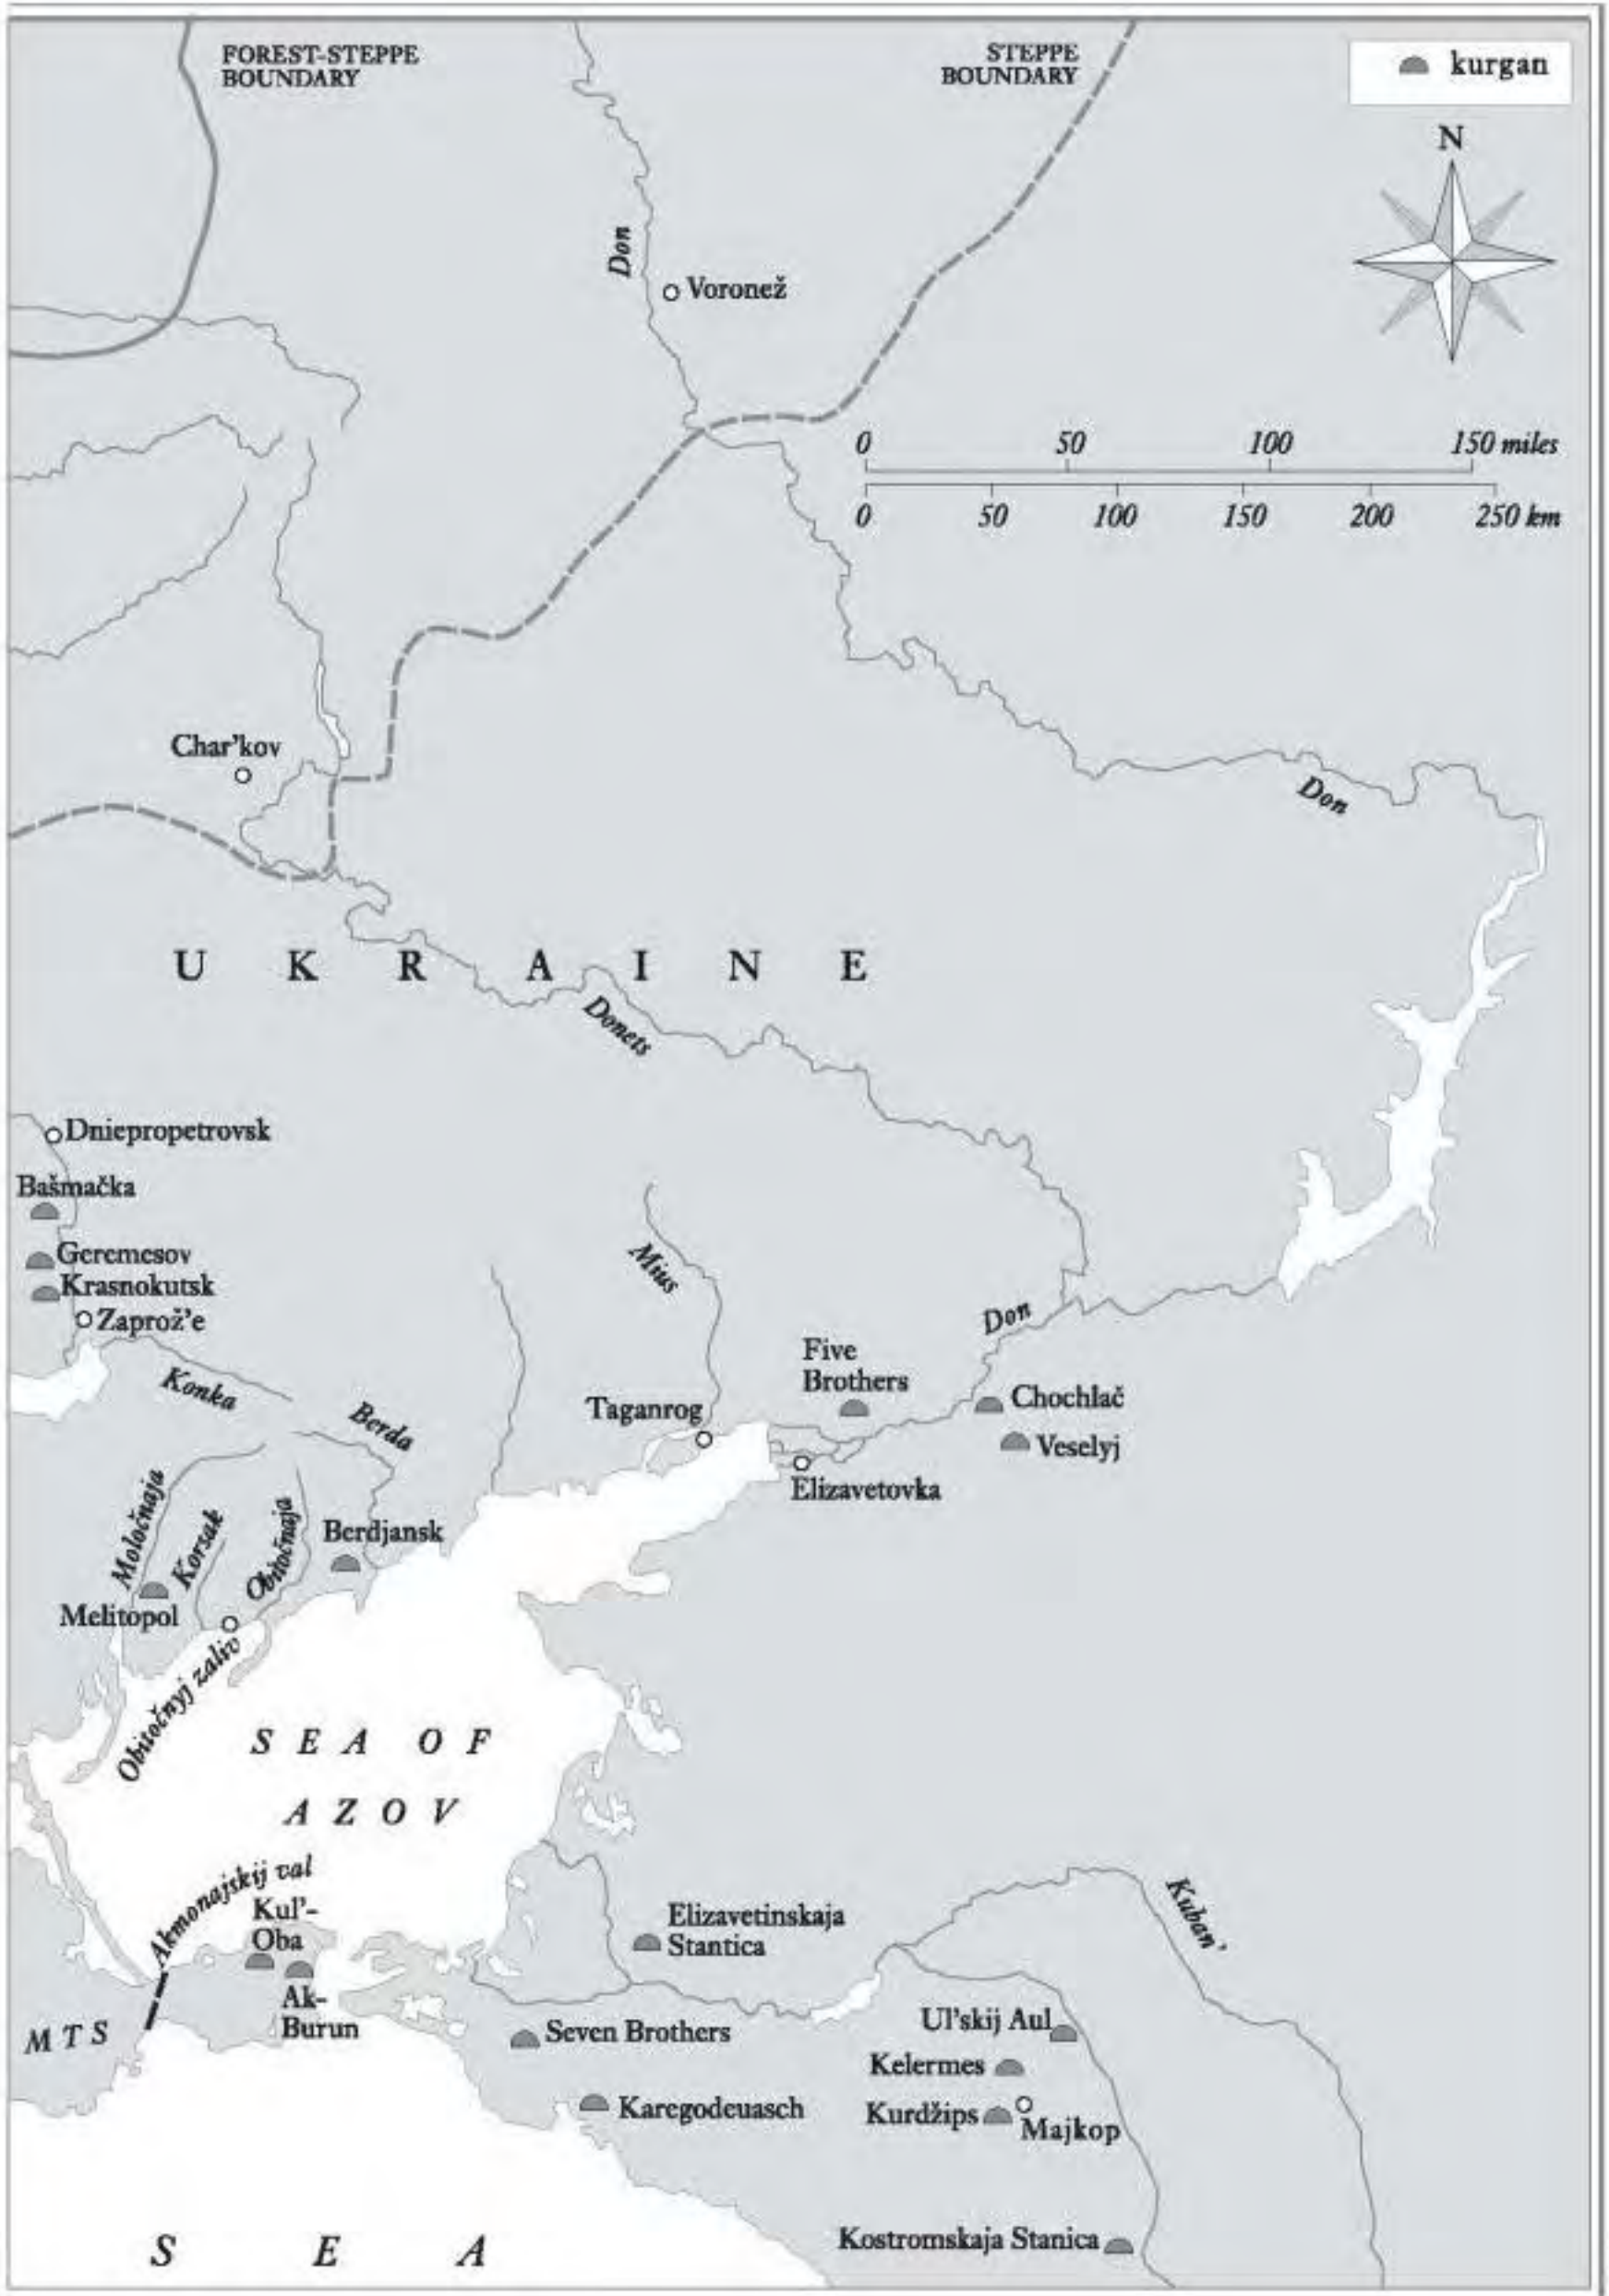 FOREST-STEPPE
BOUNDARY
STEPPE
BOUNDARY
kurgan
N
Don
Voronež
0 50 100 150 miles
0 50 100 150 200 250 km
Char'kov
Don
U K R A I N E
Donets
Dniepropetrovsk
Bašmačka
Geremesov
Krasnokutsk
Zaprož'e
Mius
Don
Konka
Berda
Five
Brothers
Taganrog
Chochlač
Veselyj
Elizavetovka
Moločnaja
Korsak
Obitočnaja
Berdjansk
Melitopol
Obitočnyj zaliv
S E A O F
A Z O V
Akmonajskij val
Kul'-
Oba
Ak-
Burun
Elizavetinskaja
Stantica
Kuban'
M T S
Seven Brothers
Ul'skij Aul
Kelermes
Karegodeuasch
Kurdžips
Majkop
Kostromskaja Stanica
S E A